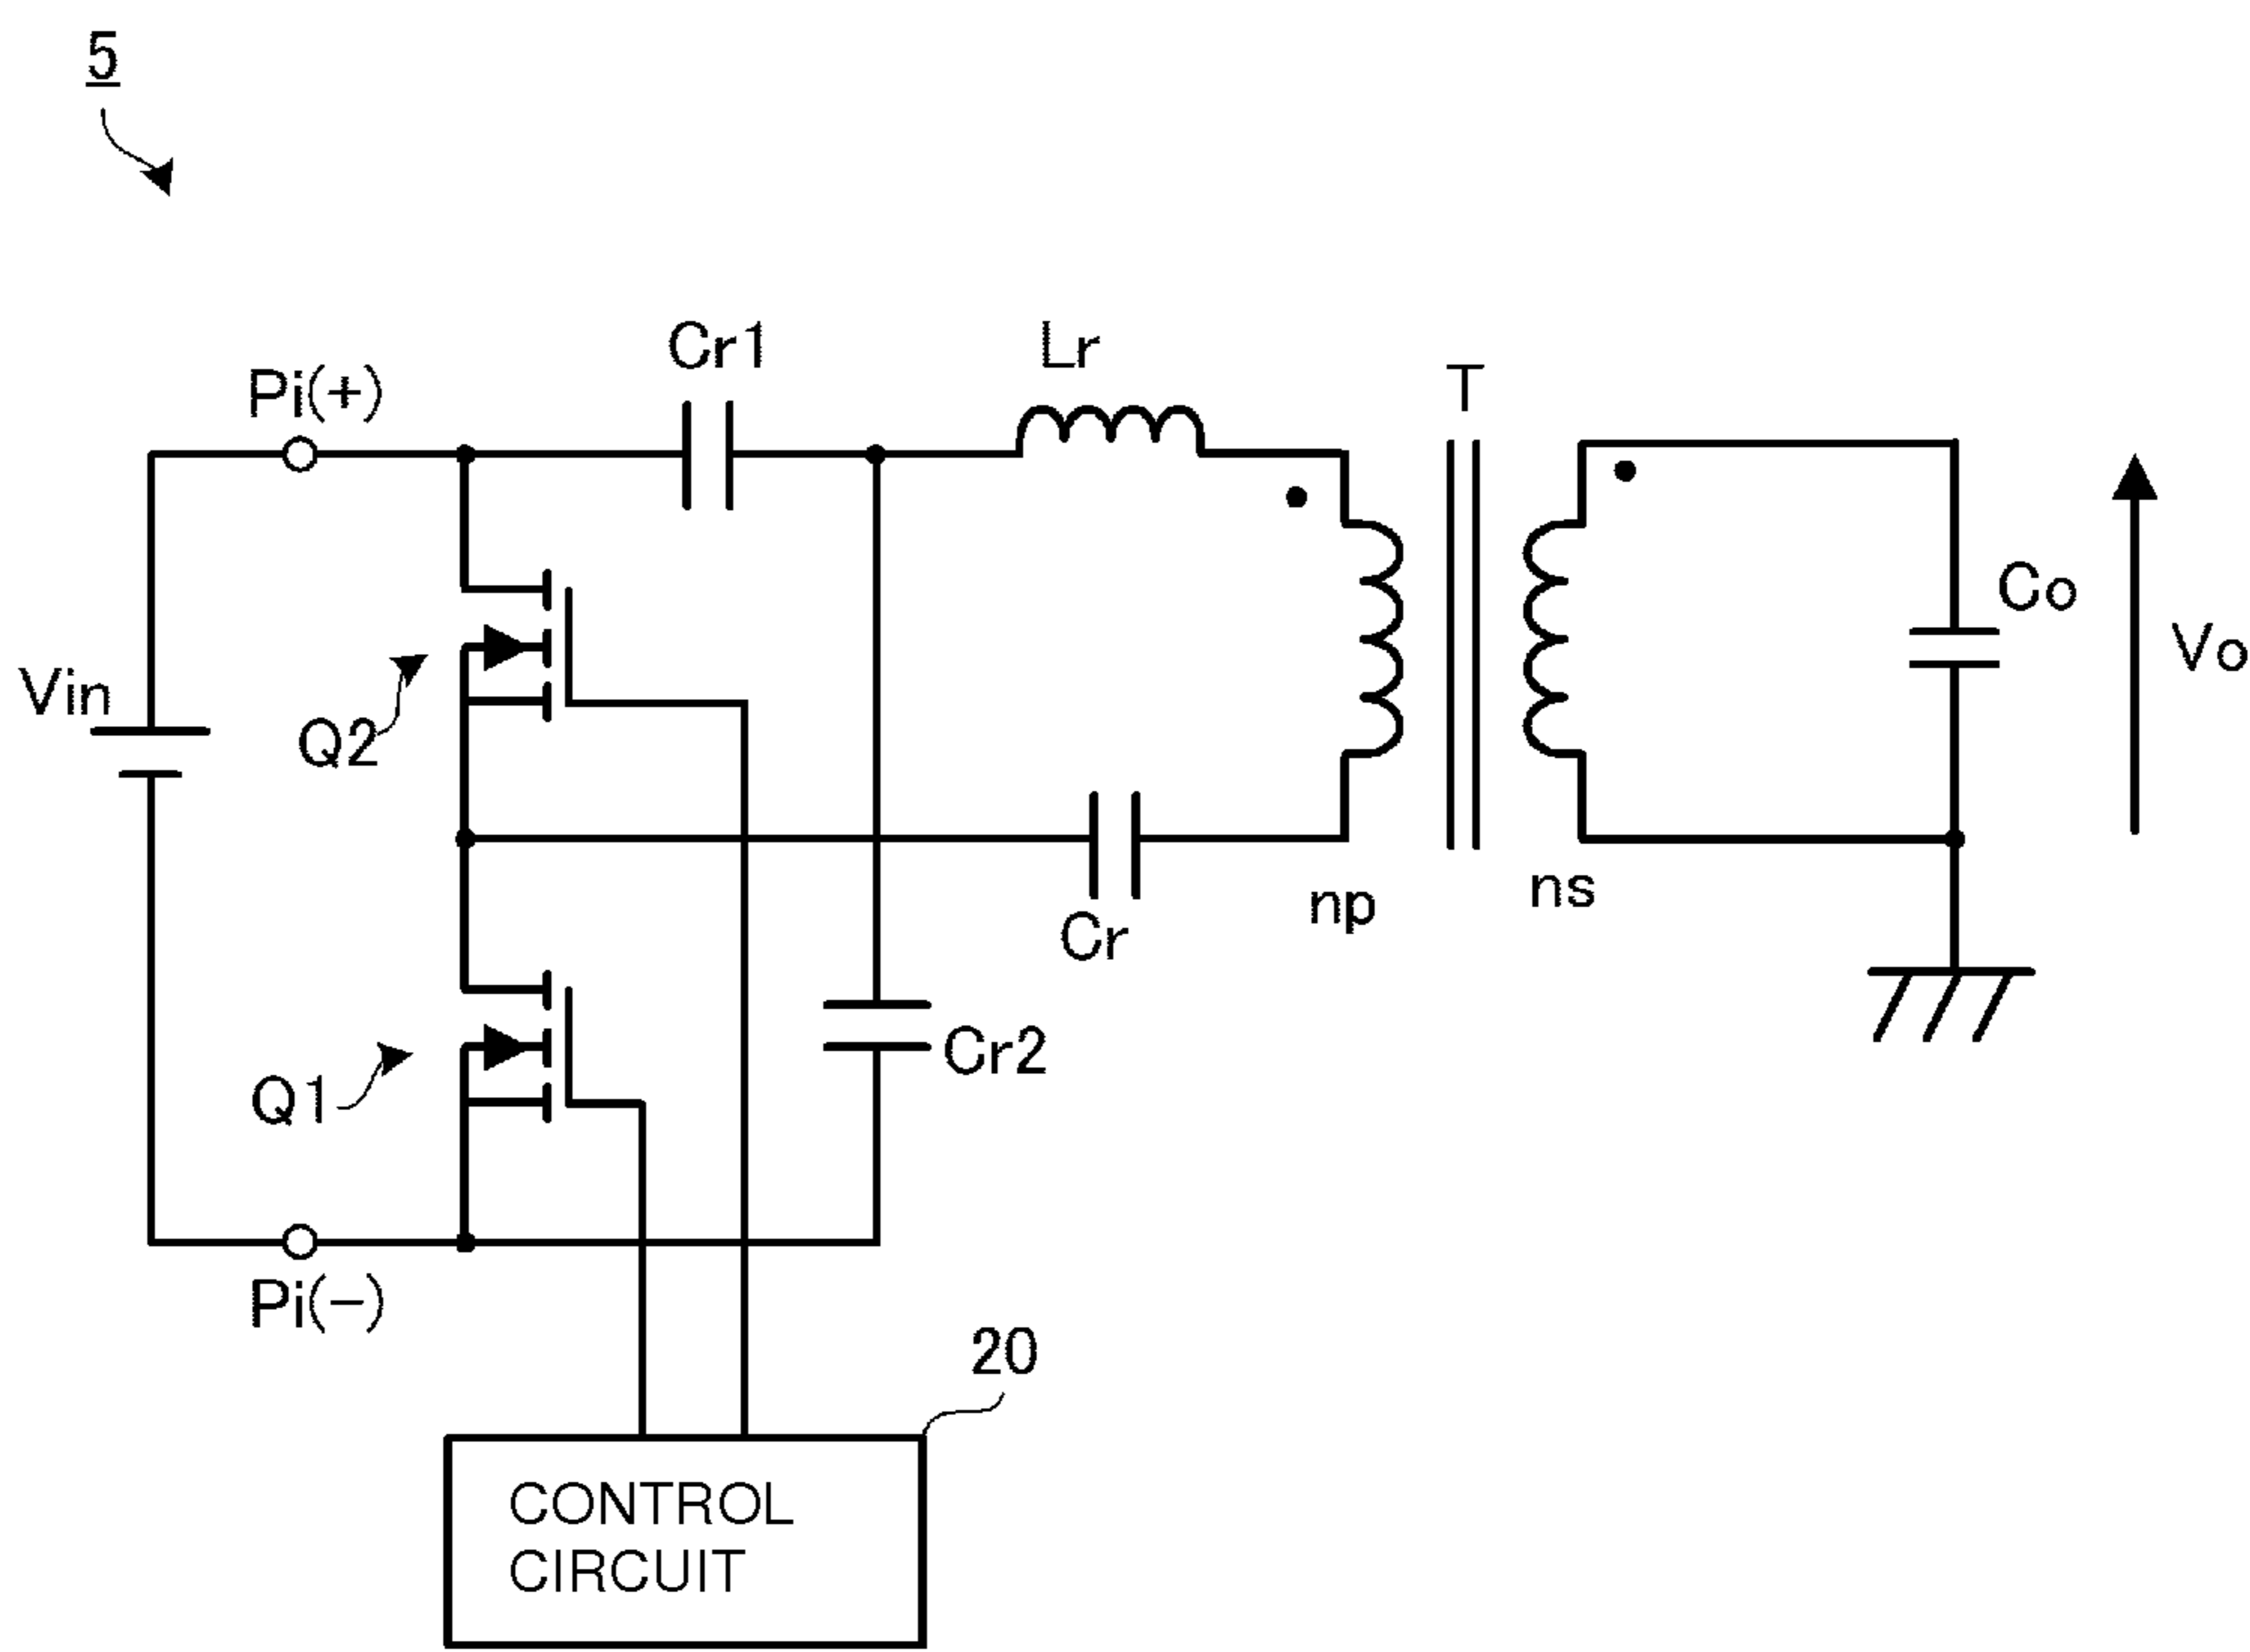 5
Cr1
Lr
Pi(+)
T
Co
Vin
Vo
Q2
np
ns
Cr
Cr2
Q1
Pi(−)
20
CONTROL
CIRCUIT